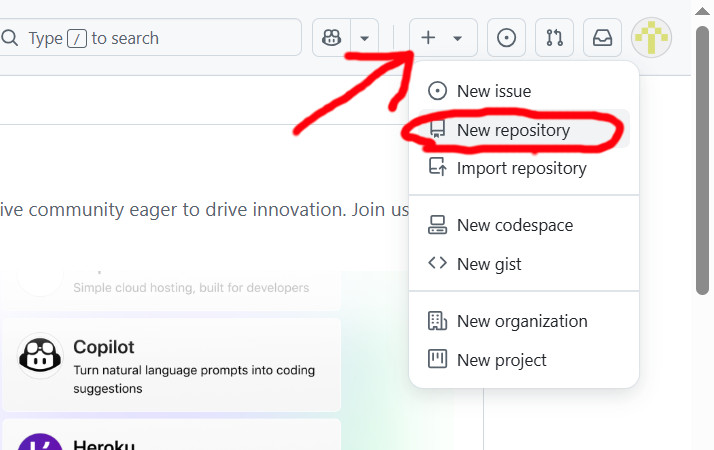 Type / to search
New issue
New repository
Import repository
ive community eager to drive innovation. Join us
New codespace
New gist
Simple cloud hosting, built for developers
New organization
Copilot
Turn natural language prompts into coding
suggestions
New project
Heroku